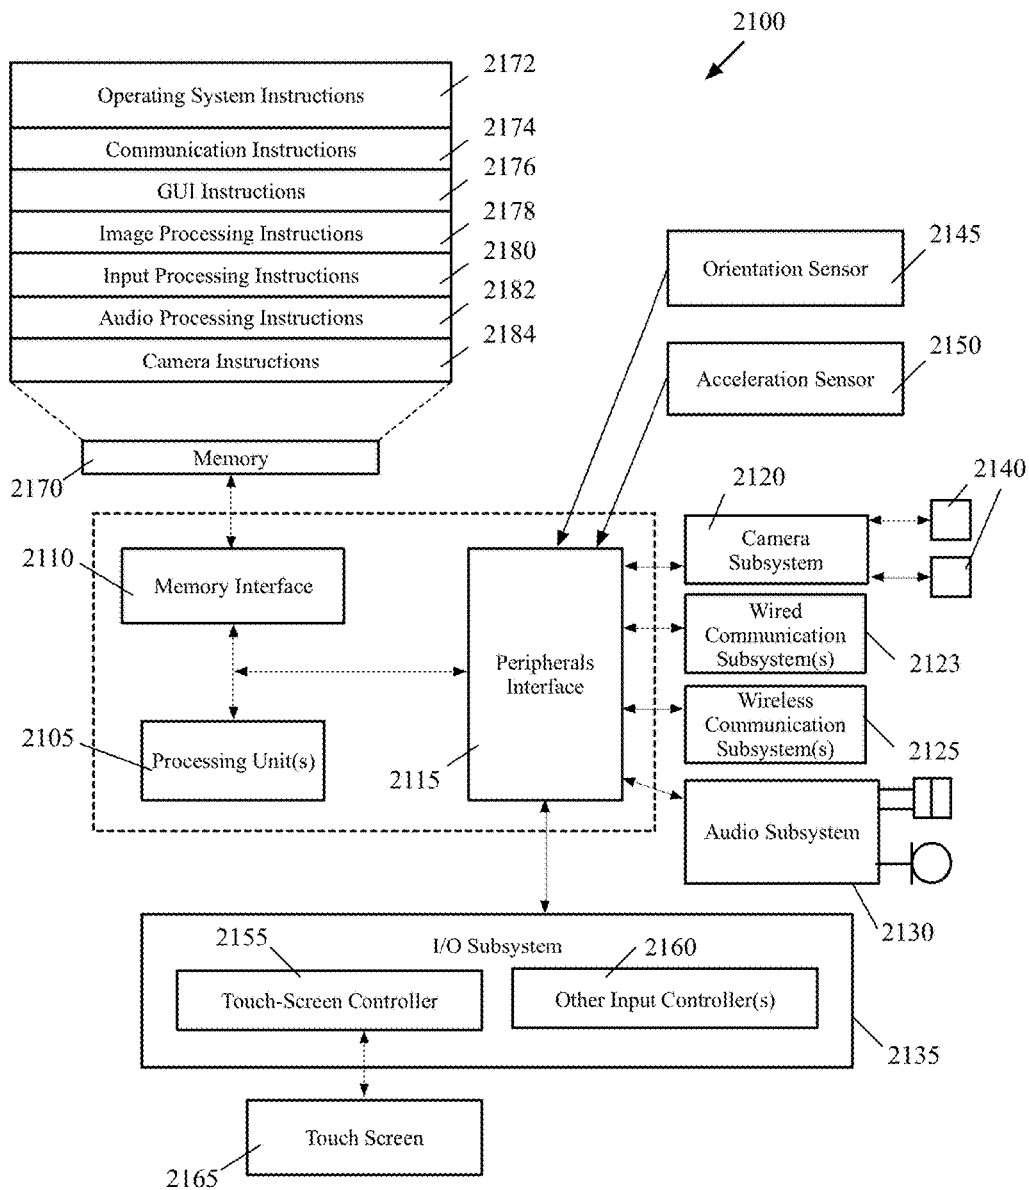 2100
2172
Operating System Instructions
2174
Communication Instructions
2176
GUI Instructions
2178
Image Processing Instructions
2180
Input Processing Instructions
2182
Audio Processing Instructions
2184
Camera Instructions
2145
Orientation Sensor
2150
Acceleration Sensor
Memory
2170
2120
2140
Camera
Subsystem
2110
Memory Interface
Wired
Communication
Subsystem(s)
2123
Peripherals
Interface
Wireless
Communication
Subsystem(s)
2125
2105
Processing Unit(s)
2115
Audio Subsystem
2130
2155
I/O Subsystem
2160
Touch-Screen Controller
Other Input Controller(s)
2135
Touch Screen
2165